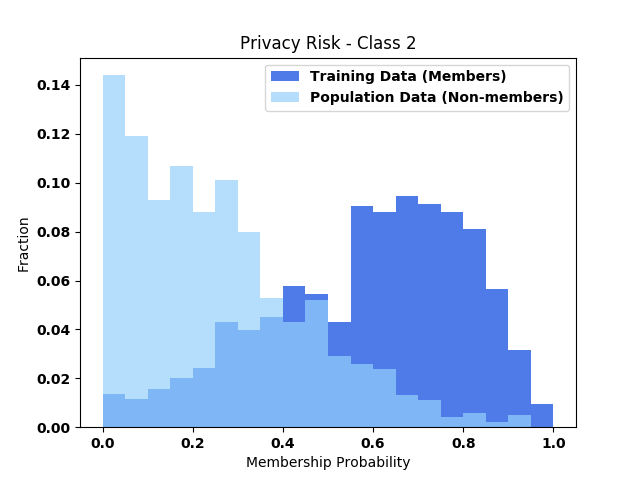 Privacy Risk - Class 2
Training Data (Members)
Population Data (Non-members)
0.14
0.12
0.10
0.08
0.06
0.04
0.02
0.00
Fraction
0.0 0.2 0.4 0.6 0.8 1.0
Membership Probability